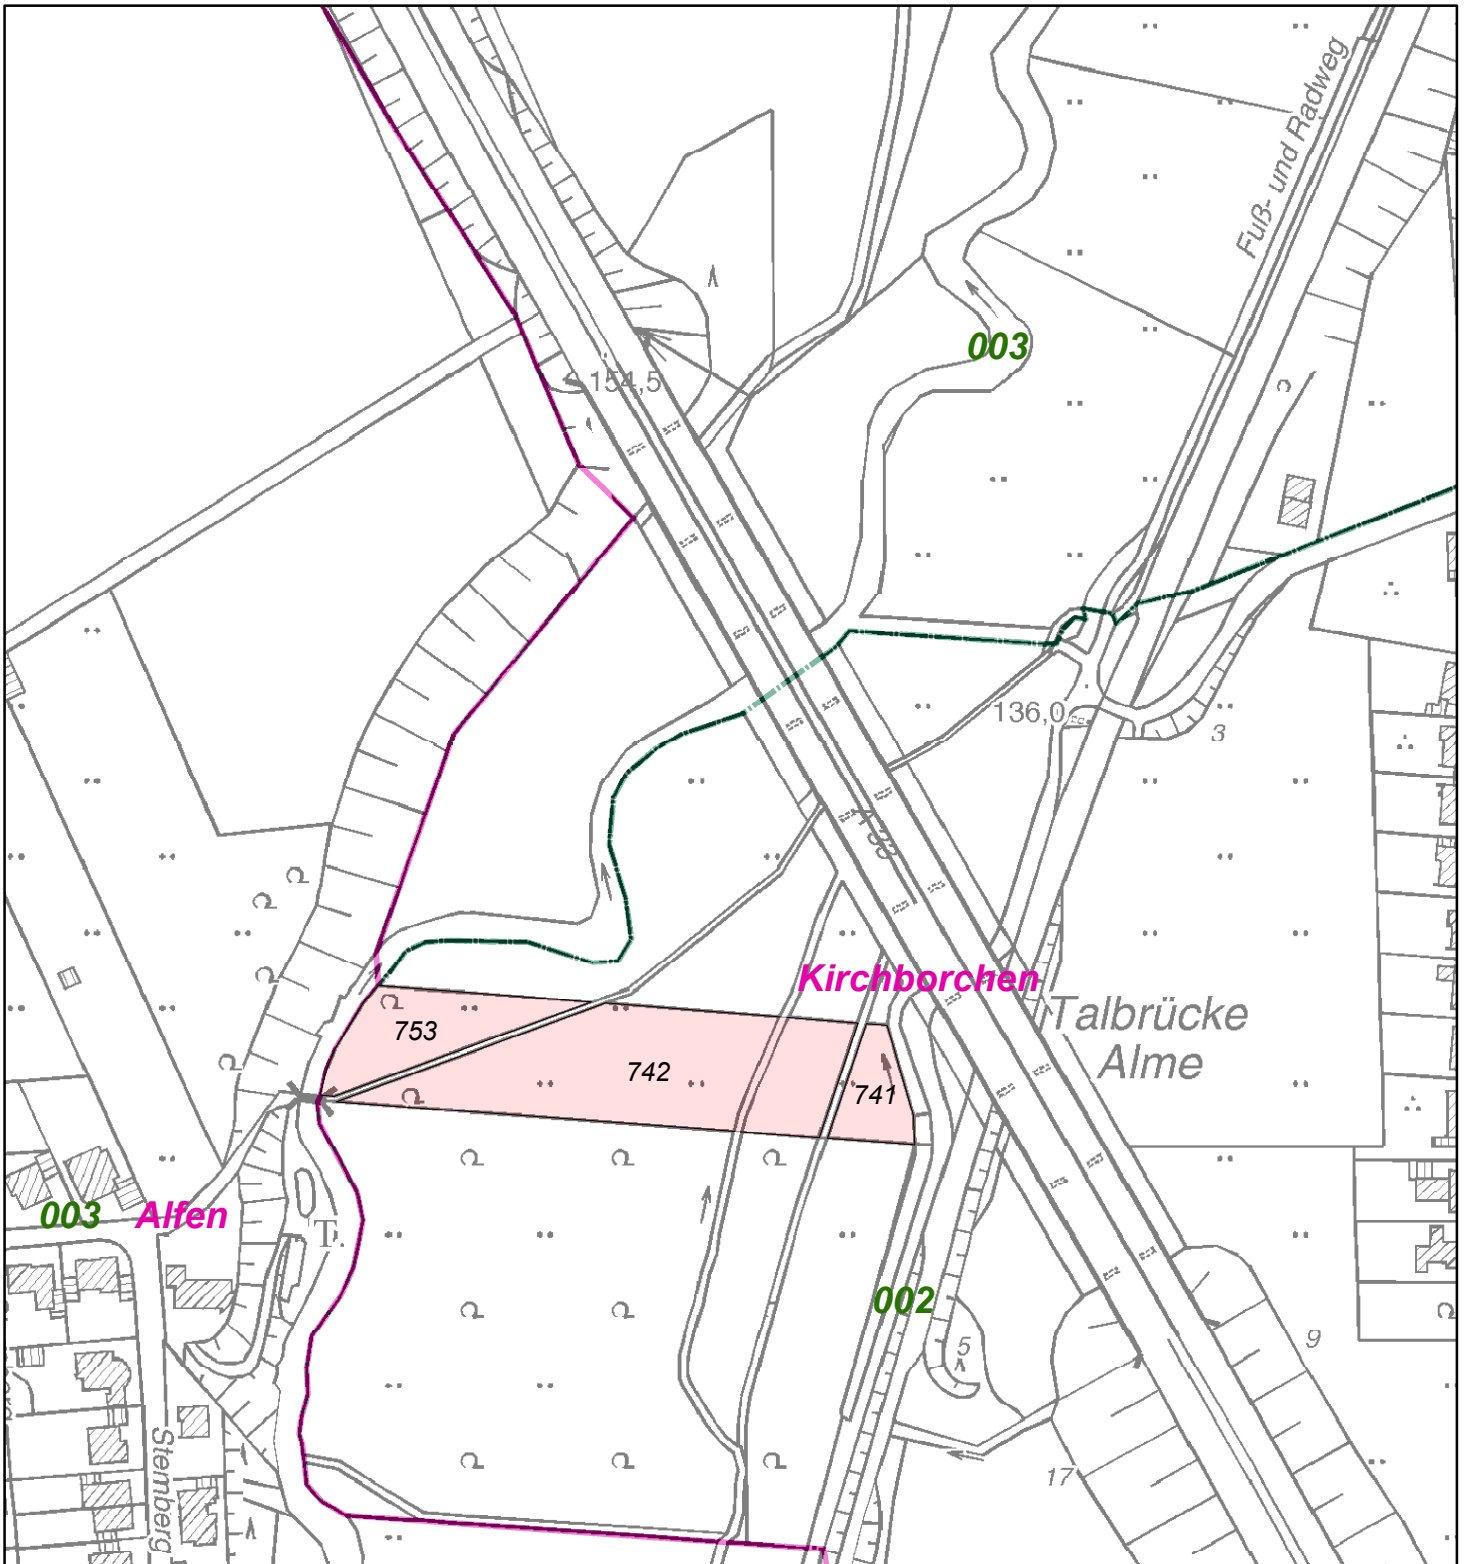 Fuß- und Radweg
003
154,5
136,0
3
133
Kirchborchen
Talbrücke
Alme
753
742
741
003
Alfen
T.
002
5
9
17
Sternberg